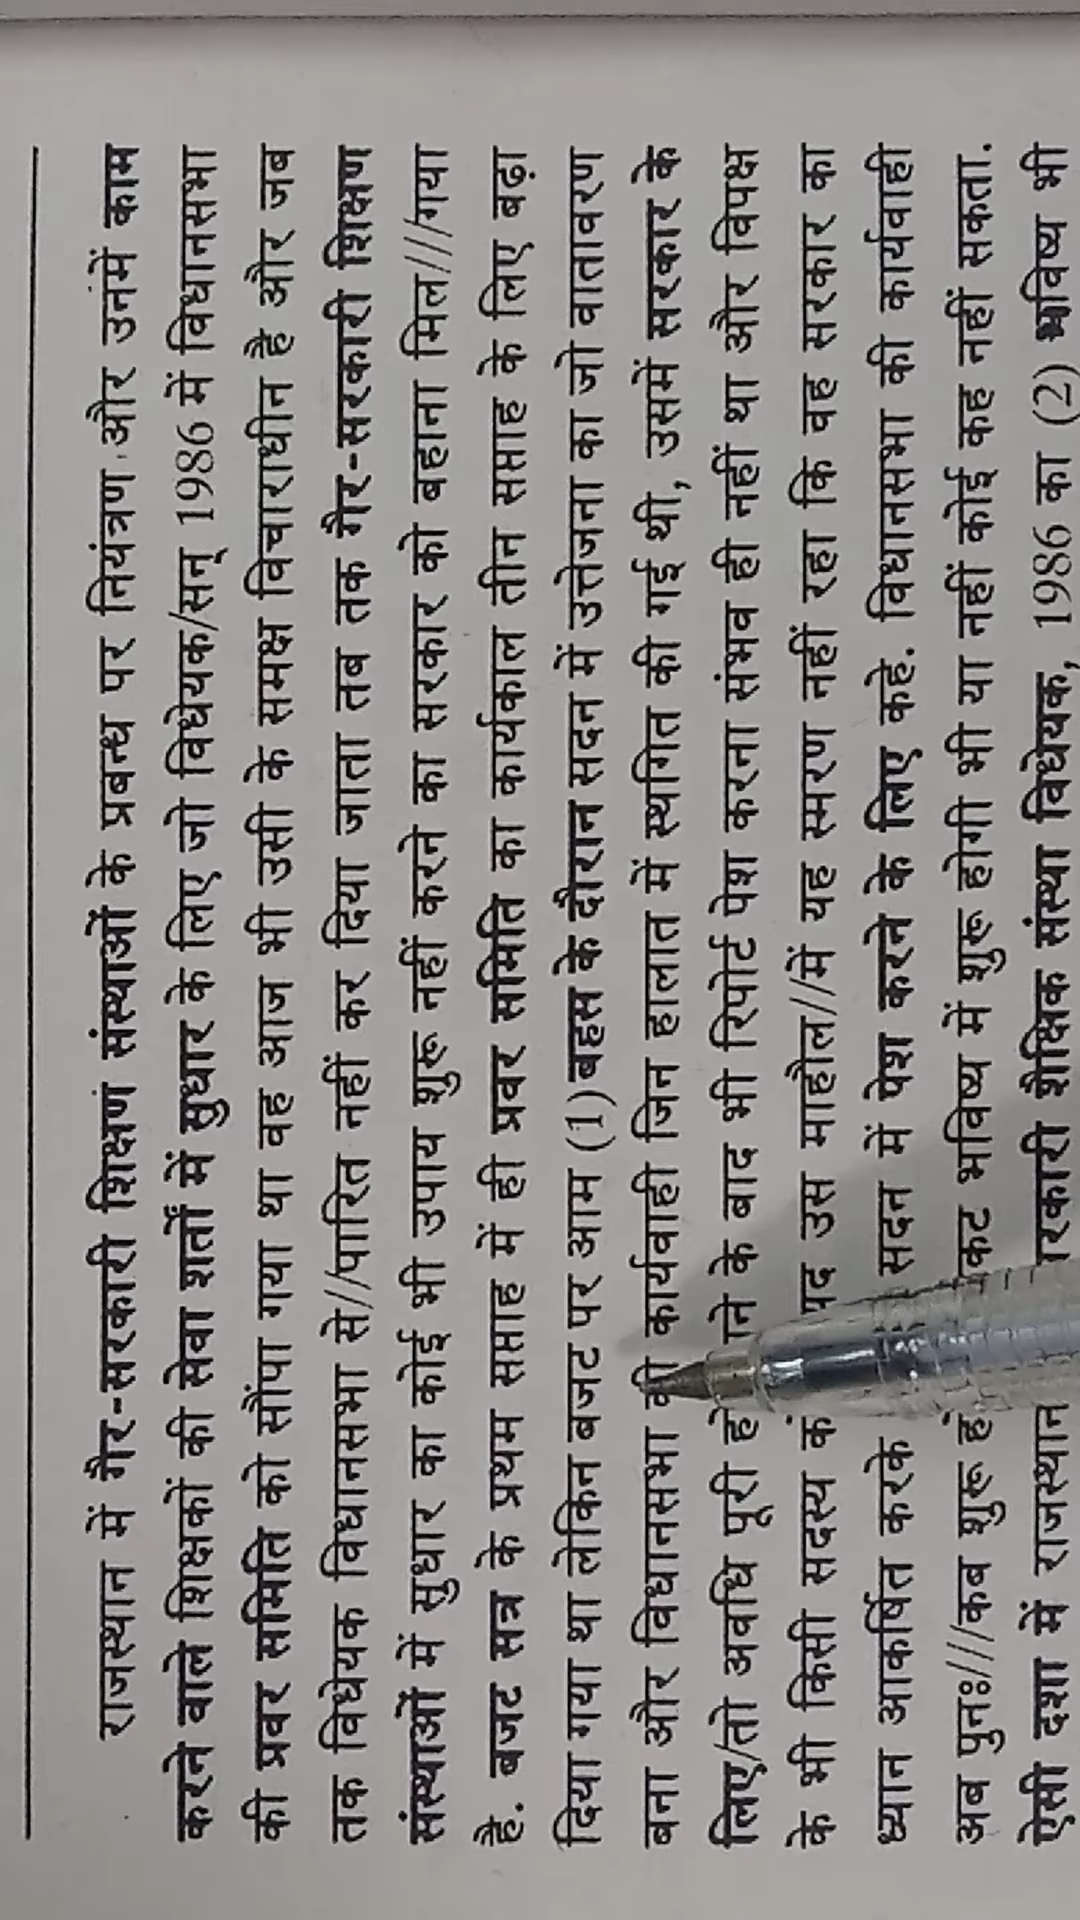 राजस्थान में गैर-सरकारी शिक्षण संस्थाओं के प्रबन्ध पर नियंत्रण और उनमें काम
करने वाले शिक्षकों की सेवा शर्तों में सुधार के लिए जो विधेयक/सन् 1986 में विधानसभा
की प्रवर समिति को सौंपा गया था वह आज भी उसी के समक्ष विचाराधीन है और जब
तक विधेयक विधानसभा से//पारित नहीं कर दिया जाता तब तक गैर-सरकारी शिक्षण
संस्थाओं में सुधार का कोई भी उपाय शुरू नहीं करने का सरकार को बहाना मिल///गया
है. बजट सत्र के प्रथम सप्ताह में ही प्रवर समिति का कार्यकाल तीन सप्ताह के लिए बढ़ा
दिया गया था लेकिन बजट पर आम (1) बहस के दौरान सदन में उत्तेजना का जो वातावरण
बना और विधानसभा की कार्यवाही जिन हालात में स्थगित की गई थी, उसमें सरकार के
लिए/तो अवधि पूरी के बाद भी रिपोर्ट पेश करना संभव ही नहीं था और विपक्ष
के भी किसी सदस्य उस माहौल//में यह स्मरण नहीं रहा कि वह सरकार का
ध्यान आकर्षित करके सदन में पेश करने के लिए कहे. विधानसभा की कार्यवाही
अब पुनः///कब शुरू भविष्य में शुरू होगी भी या नहीं कोई कह नहीं सकता.
ऐसी दशा में राजस्थान शैक्षिक संस्था विधेयक, 1986 का (2) भविष्य भी